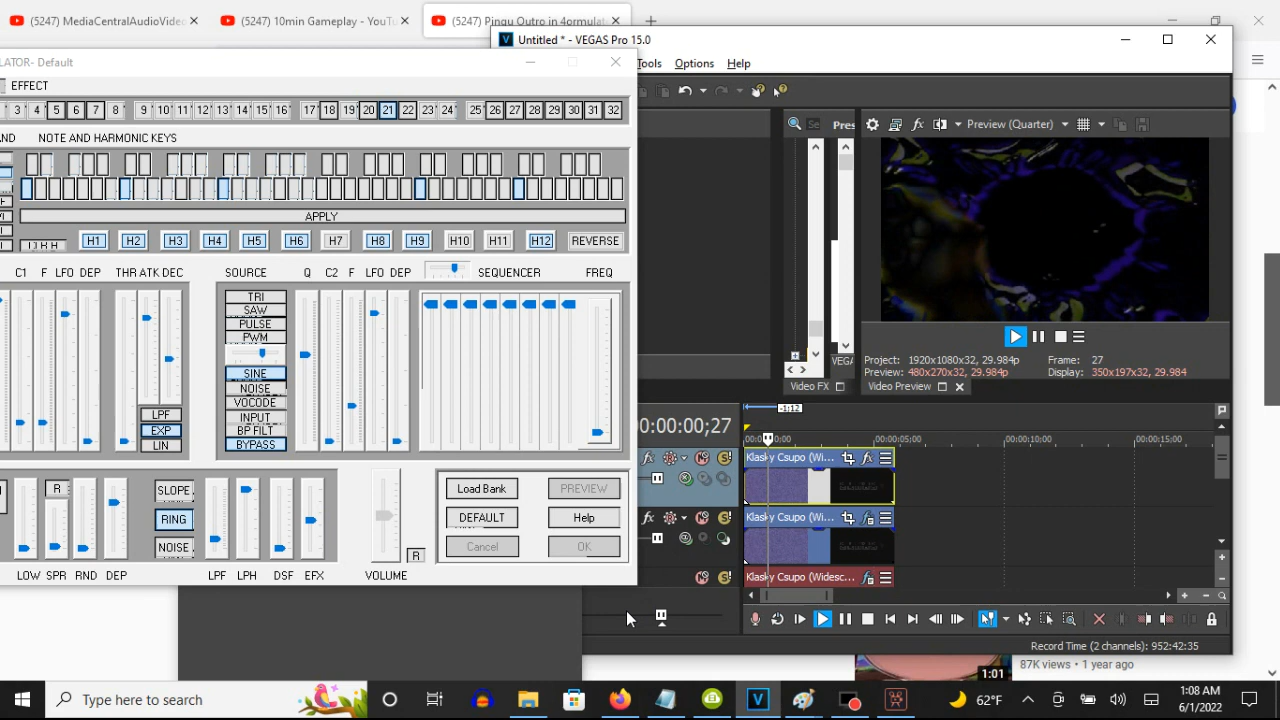 (5247) MediaCentralAudioVideo
(5247) 10min Gameplay - YouTu
(5247) Pingu Outro in 4ormulat
Untitled * - VEGAS Pro 15.0
LATOR- Default
Tools Options Help
EFFECT
3 4 5 6 7 8 9 10 11 12 13 14 15 16 17 18 19 20 21 22 23 24 25 26 27 28 29 30 31 32
Preview (Quarter)
NOTE AND HARMONIC KEYS
APPLY
H1 H2 H3 H4 H5 H6 H7 H8 H9 H10 H11 H12 REVERSE
C1 F LFO DEP THR ATK DEC SOURCE Q C2 F LFO DEP SEQUENCER FREQ
TRI
SAW
PULSE
PWM
SINE
NOISE
VOCODE
INPUT
BP FILT
BYPASS
LPF
EXP
LIN
Project: 1920x1080x32, 29.984p
Frame: 27
Preview: 480x270x32, 29.984p
Display: 350x197x32, 29.984
Video FX
Video Preview
-1:12
0:00:00;27
00:00:05;00 00:00:10;00 00:00:15;00
Klasky Csupo (Wi...
Klasky Csupo (Wi...
Klasky Csupo (Widesc...
R
SLOPE
RING
NOISE
Load Bank PREVIEW
DEFAULT Help
Cancel OK
R
LOW SPR RND DEP LPF LPH DSF EFX VOLUME
Record Time (2 channels): 952:42:35
87K views • 1 year ago
1:01
Type here to search
62°F
1:08 AM
6/1/2022